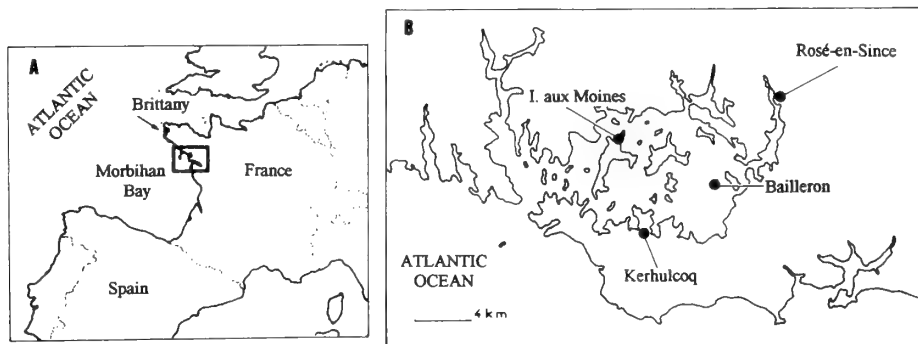 A
ATLANTIC
OCEAN
Brittany
Morbihan
Bay
France
Spain
B
Rosé-en-Since
I. aux Moines
Bailleron
Kerhulcoq
ATLANTIC
OCEAN
4 km